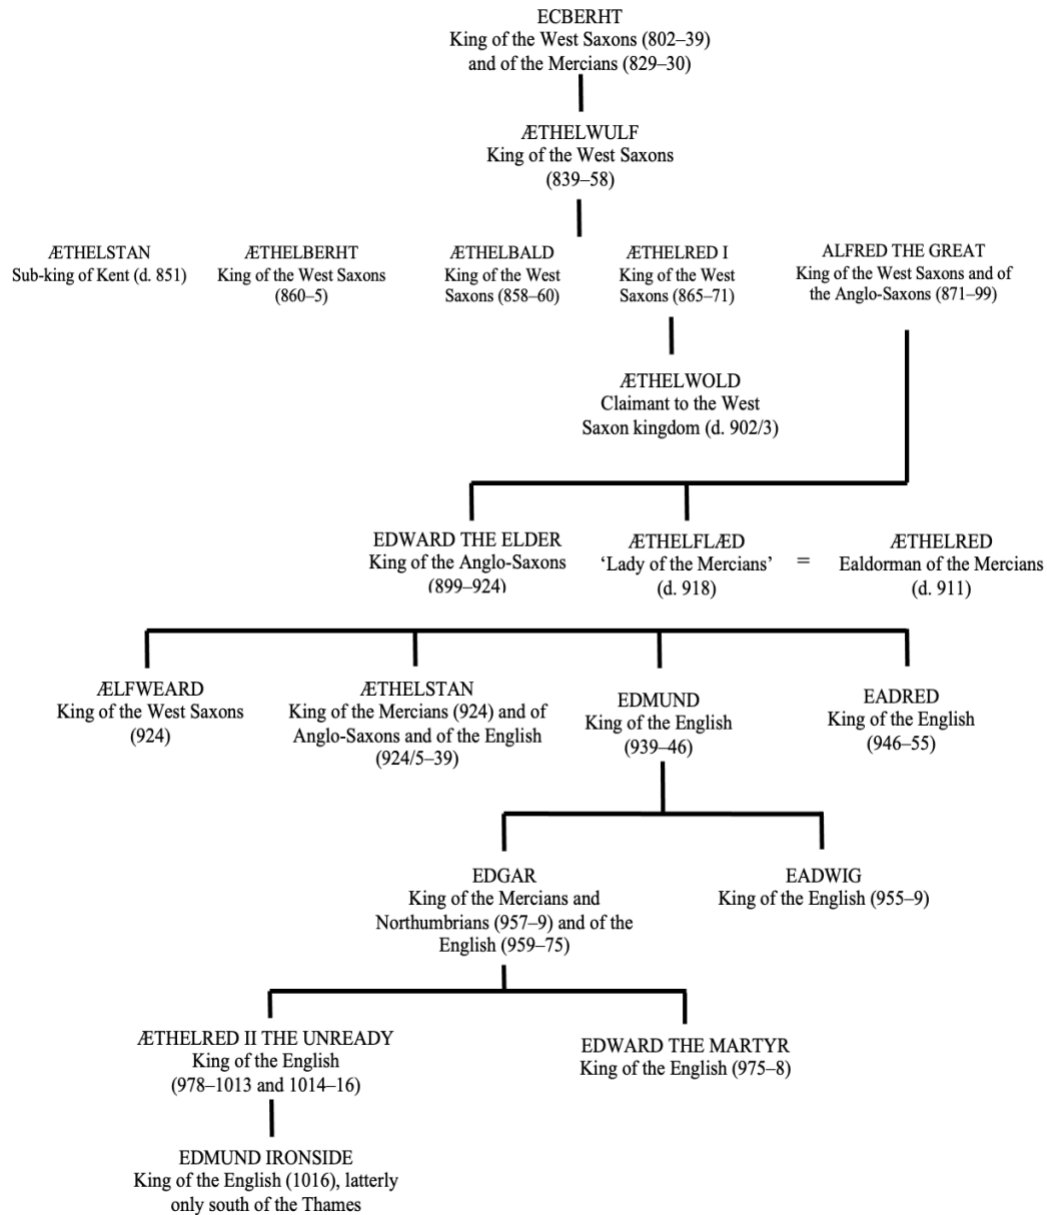 ECBERHT
King of the West Saxons (802–39)
and of the Mercians (829–30)
ÆTHELWULF
King of the West Saxons
(839–58)
ÆTHELSTAN
Sub-king of Kent (d. 851)
ÆTHELBERHT
King of the West Saxons
(860–5)
ÆTHELBALD
King of the West
Saxons (858–60)
ÆTHELRED I
King of the West
Saxons (865–71)
ALFRED THE GREAT
King of the West Saxons and of
the Anglo-Saxons (871–99)
ÆTHELWOLD
Claimant to the West
Saxon kingdom (d. 902/3)
EDWARD THE ELDER
King of the Anglo-Saxons
(899–924)
ÆTHELFLÆD
‘Lady of the Mercians’
(d. 918)
=
ÆTHELRED
Ealdorman of the Mercians
(d. 911)
ÆLFWEARD
King of the West Saxons
(924)
ÆTHELSTAN
King of the Mercians (924) and of
Anglo-Saxons and of the English
(924/5–39)
EDMUND
King of the English
(939–46)
EADRED
King of the English
(946–55)
EDGAR
King of the Mercians and
Northumbrians (957–9) and of the
English (959–75)
EADWIG
King of the English (955–9)
ÆTHELRED II THE UNREADY
King of the English
(978–1013 and 1014–16)
EDWARD THE MARTYR
King of the English (975–8)
EDMUND IRONSIDE
King of the English (1016), latterly
only south of the Thames